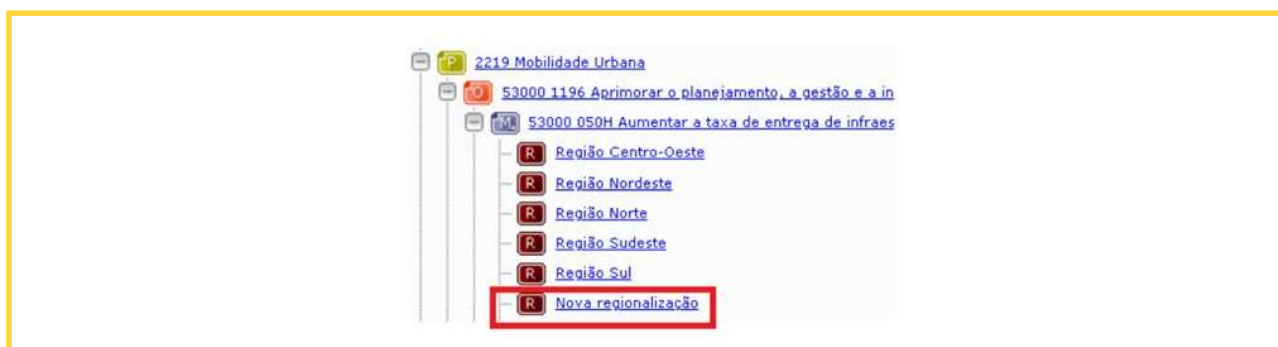 P 2219 Mobilidade Urbana
O 53000 1196 Aprimorar o planejamento, a gestão e a in
M 53000 050H Aumentar a taxa de entrega de infraes
R Região Centro-Oeste
R Região Nordeste
R Região Norte
R Região Sudeste
R Região Sul
R Nova regionalização